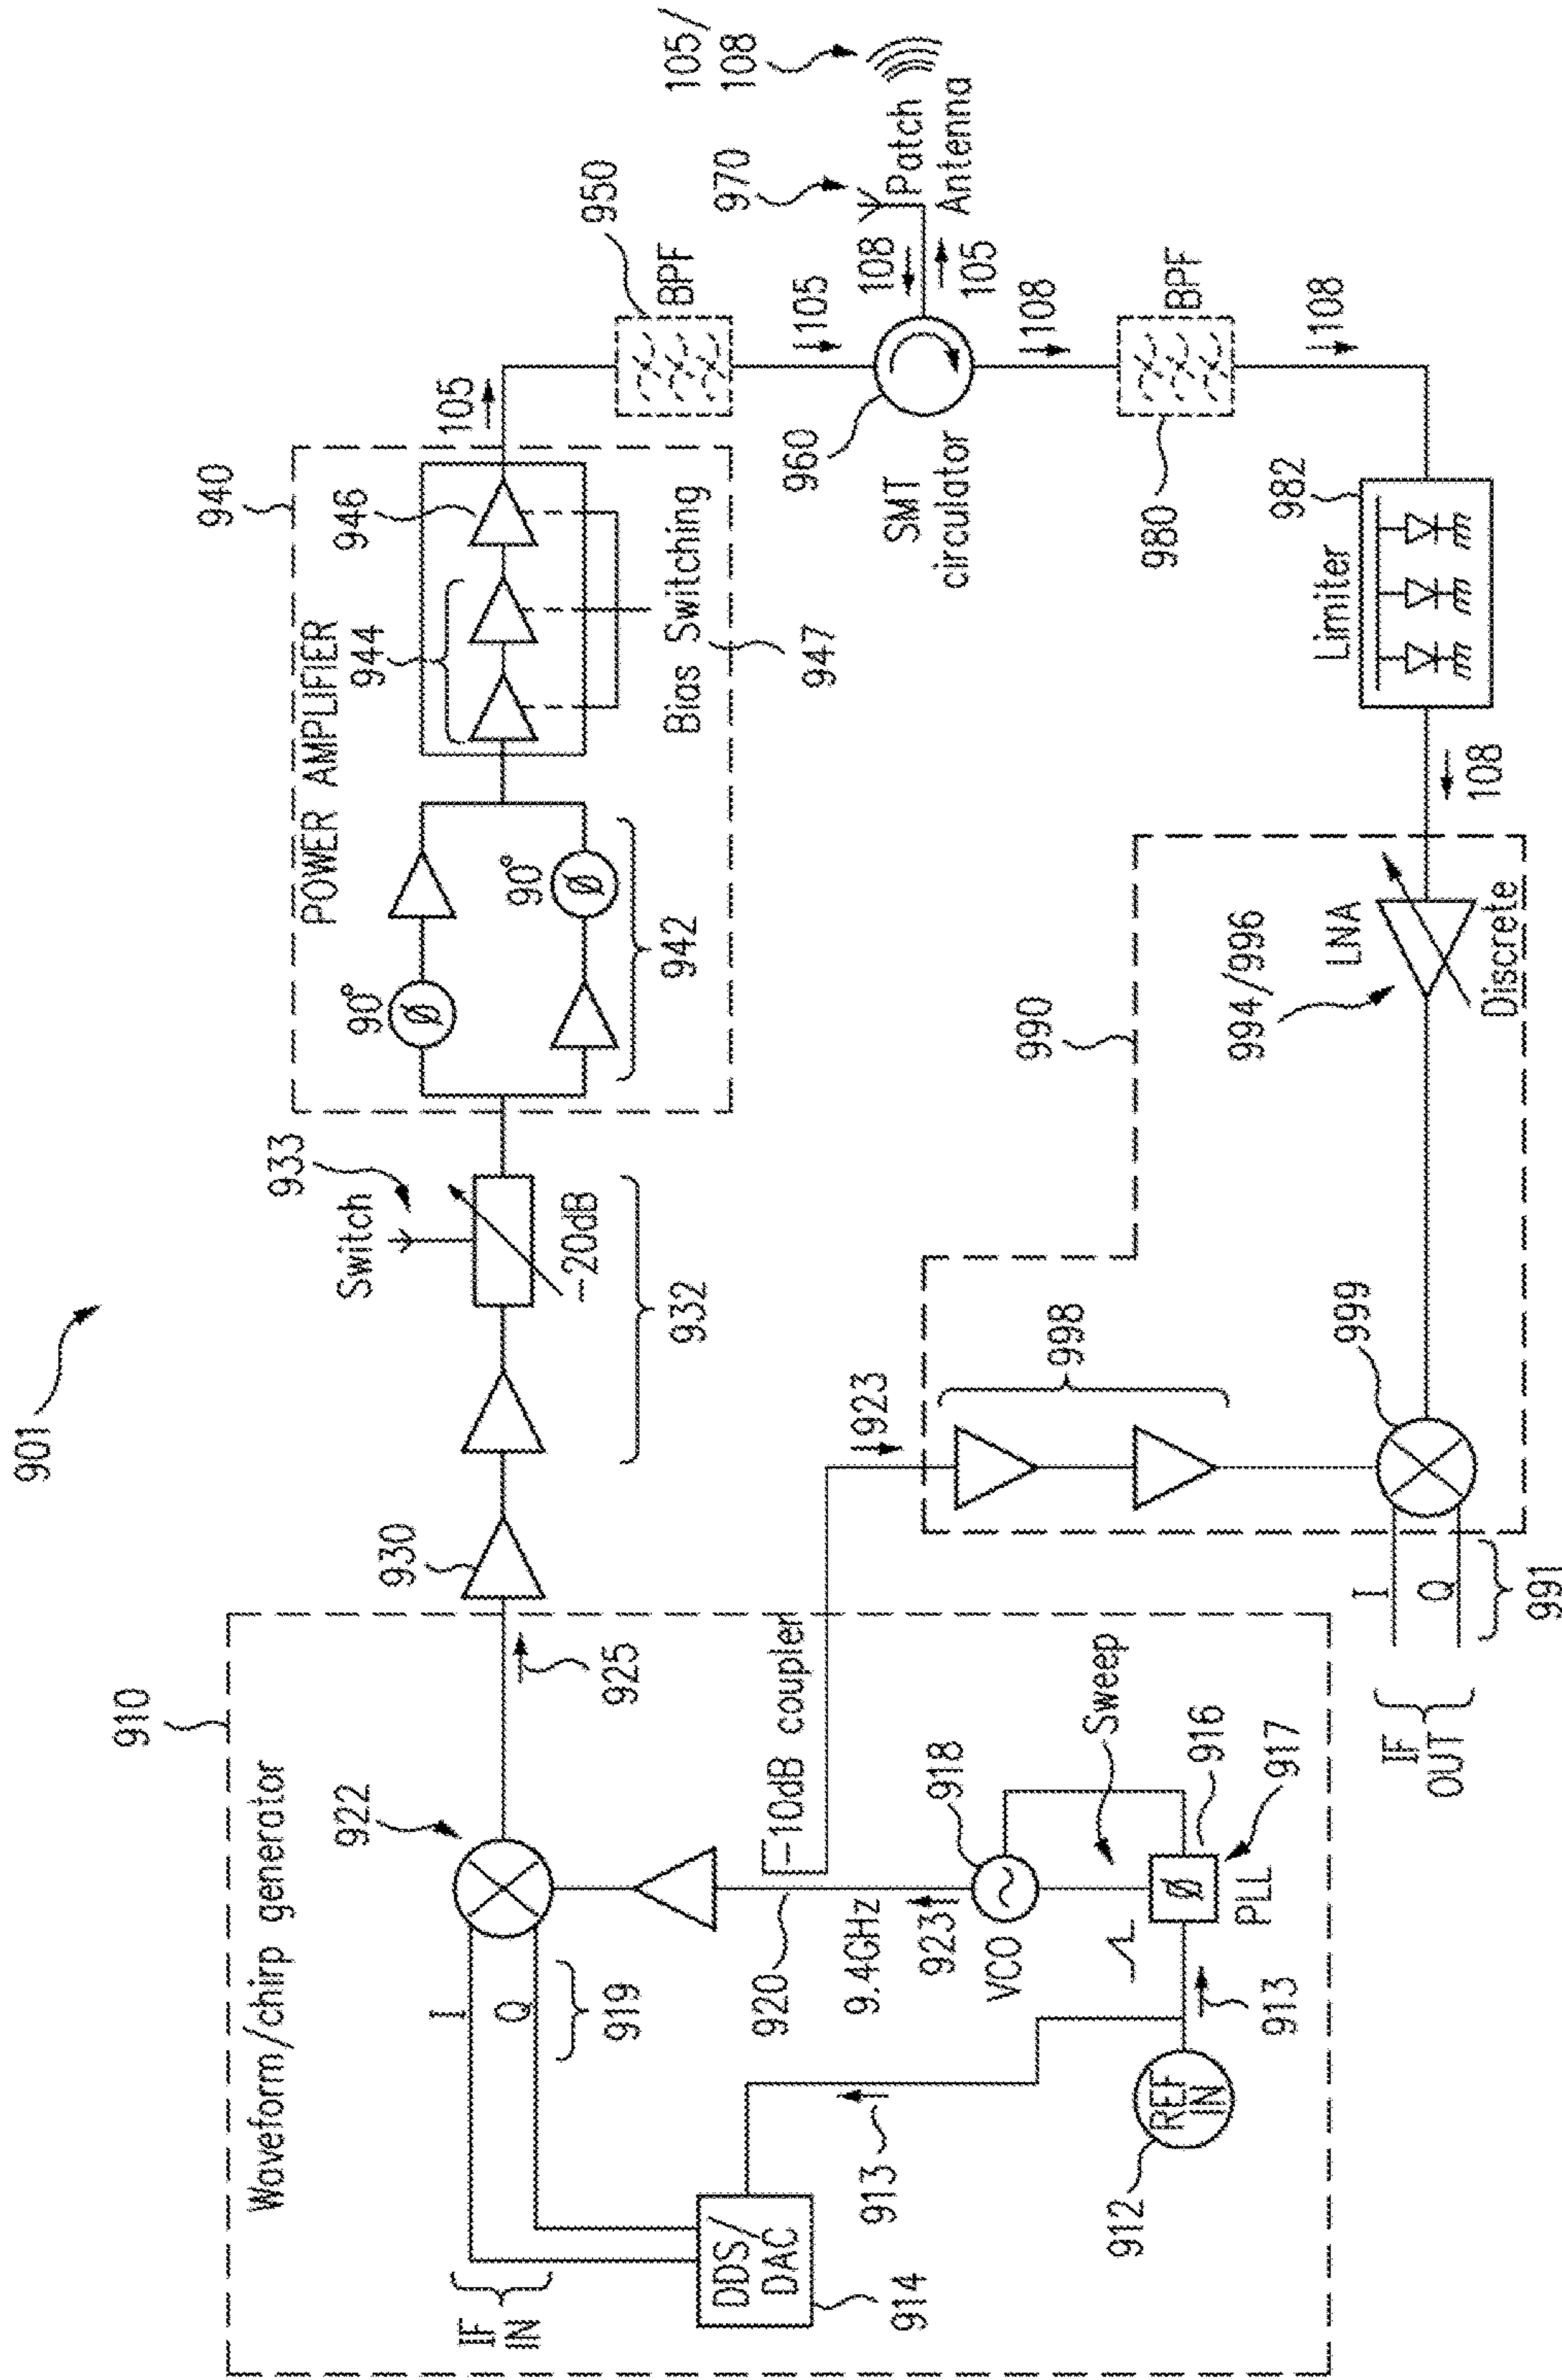 901
910
Waveform/chirp generator
922
IF
IN
I
Q
919
925
DDS/
DAC
914
913
920
9.4GHz
923
-10dB coupler
VCO
918
Sweep
916
917
PLL
913
REF
IN
912
930
932
Switch
933
-20dB
940
POWER AMPLIFIER
90°
Ø
90°
Ø
942
944
946
Bias Switching
947
105
950
BPF
105
960
SMT
circulator
108
105
970
Patch
Antenna
105/
108
108
980
BPF
108
982
Limiter
108
990
LNA
994/996
Discrete
923
998
999
I
Q
991
IF
OUT
Ø